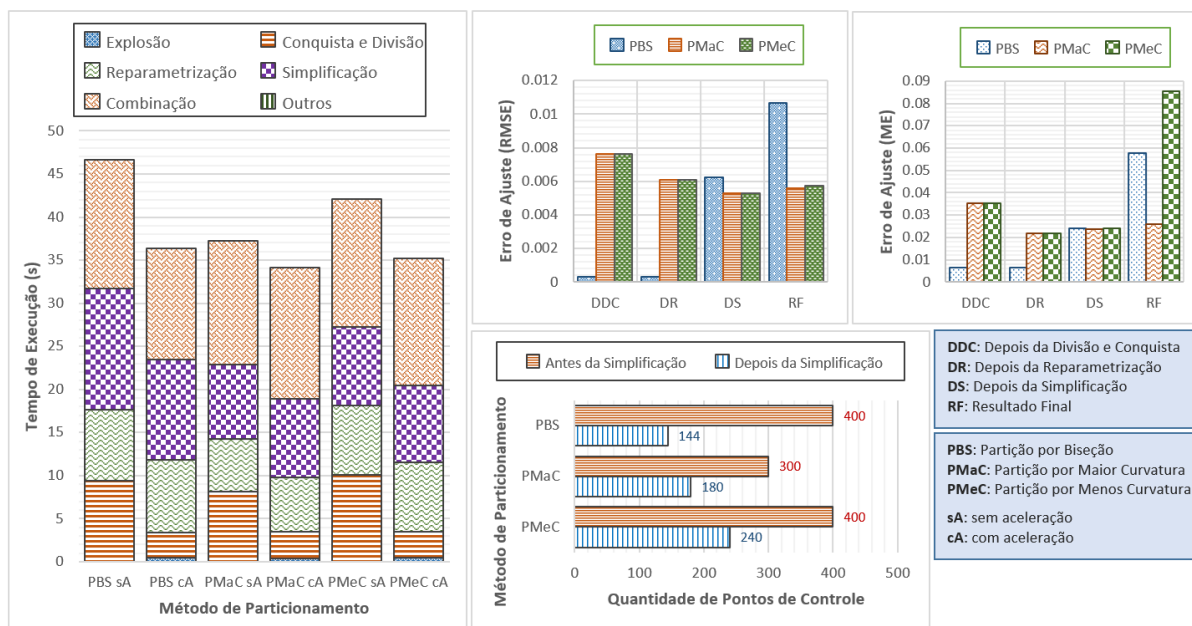 Explosão
Conquista e Divisão
Reparametrização
Simplificação
Combinação
Outros
Tempo de Execução (s)
50
45
40
35
30
25
20
15
10
5
0
PBS sA
PBS cA
PMaC sA
PMaC cA
PMeC sA
PMeC cA
Método de Particionamento
PBS
PMaC
PMeC
Erro de Ajuste (RMSE)
0.012
0.01
0.008
0.006
0.004
0.002
0
DDC
DR
DS
RF
PBS
PMaC
PMeC
Erro de Ajuste (ME)
0.09
0.08
0.07
0.06
0.05
0.04
0.03
0.02
0.01
0
DDC
DR
DS
RF
Antes da Simplificação
Depois da Simplificação
Método de Particionamento
PBS
400
144
PMaC
300
180
PMeC
400
240
0
100
200
300
400
500
Quantidade de Pontos de Controle
DDC: Depois da Divisão e Conquista
DR: Depois da Reparametrização
DS: Depois da Simplificação
RF: Resultado Final
PBS: Partição por Biseção
PMaC: Partição por Maior Curvatura
PMeC: Partição por Menos Curvatura
sA: sem aceleração
cA: com aceleração